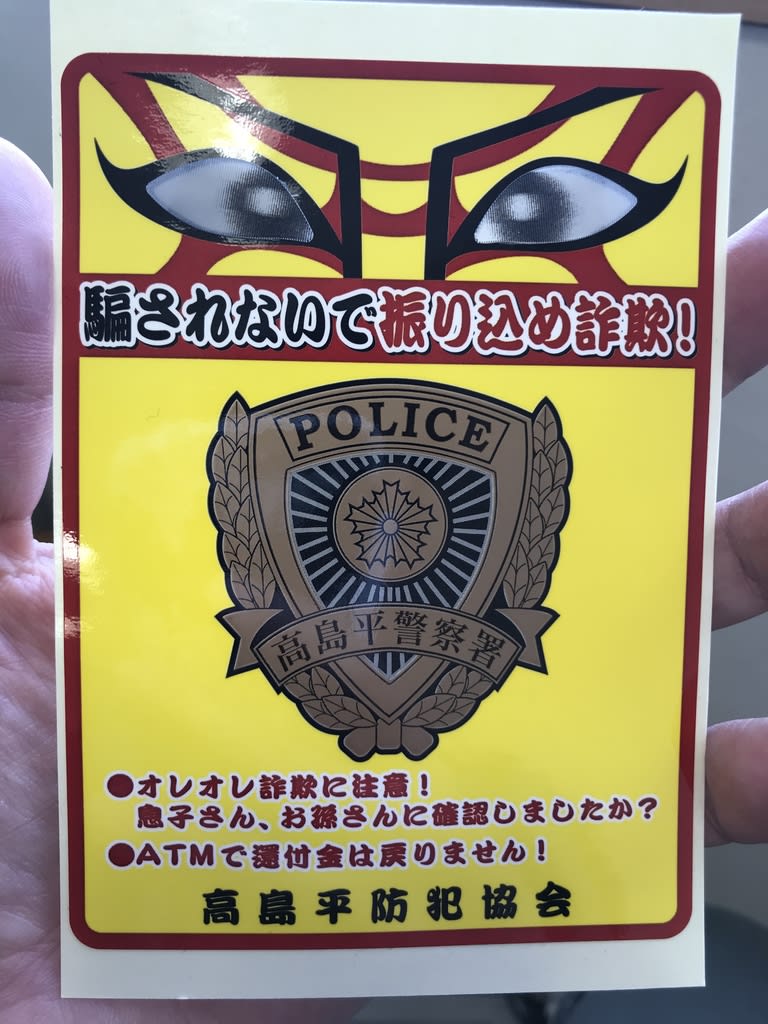 騙されないで振り込め詐欺！
POLICE
高島平警察署
●オレオレ詐欺に注意！
息子さん、お孫さんに確認しましたか？
●ATMで還付金は戻りません！
高島平防犯協会